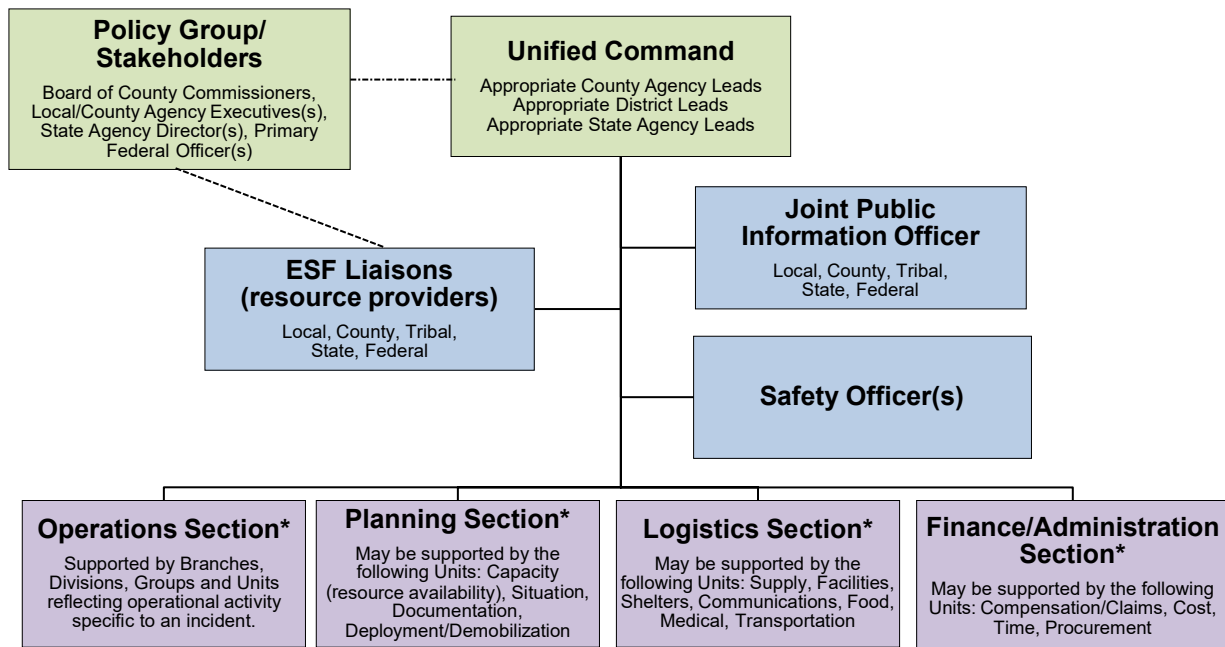 Policy Group/
Stakeholders
Board of County Commissioners,
Local/County Agency Executives(s),
State Agency Director(s), Primary
Federal Officer(s)
Unified Command
Appropriate County Agency Leads
Appropriate District Leads
Appropriate State Agency Leads
Joint Public
Information Officer
Local, County, Tribal,
State, Federal
ESF Liaisons
(resource providers)
Local, County, Tribal,
State, Federal
Safety Officer(s)
Operations Section*
Supported by Branches,
Divisions, Groups and Units
reflecting operational activity
specific to an incident.
Planning Section*
May be supported by the
following Units: Capacity
(resource availability), Situation,
Documentation,
Deployment/Demobilization
Logistics Section*
May be supported by
the following Units: Supply, Facilities,
Shelters, Communications, Food,
Medical, Transportation
Finance/Administration
Section*
May be supported by the following
Units: Compensation/Claims, Cost,
Time, Procurement